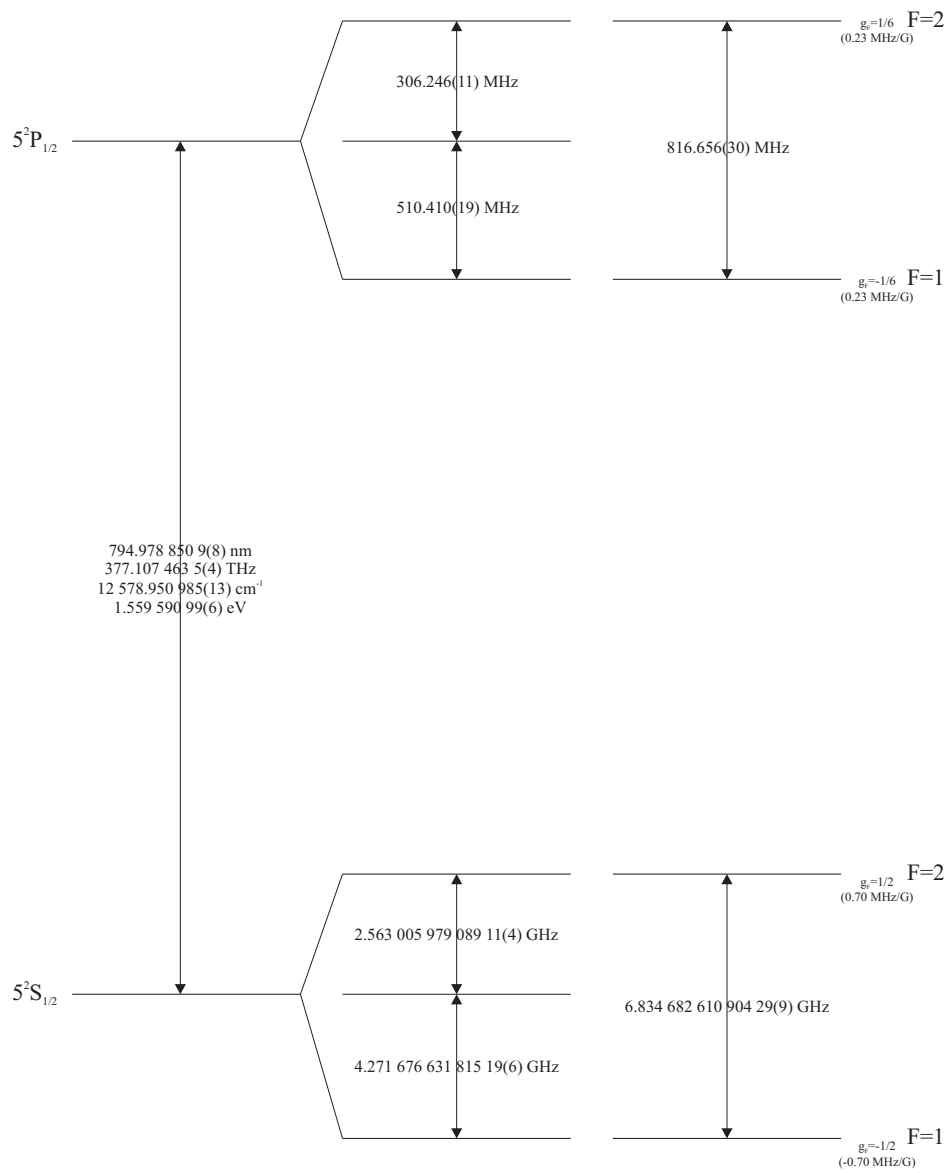 g_F=1/6 F=2
(0.23 MHz/G)
306.246(11) MHz
5²P₁/₂
816.656(30) MHz
510.410(19) MHz
g_F=-1/6 F=1
(0.23 MHz/G)
794.978 850 9(8) nm
377.107 463 5(4) THz
12 578.950 985(13) cm⁻¹
1.559 590 99(6) eV
g_F=1/2 F=2
(0.70 MHz/G)
2.563 005 979 089 11(4) GHz
5²S₁/₂
6.834 682 610 904 29(9) GHz
4.271 676 631 815 19(6) GHz
g_F=-1/2 F=1
(-0.70 MHz/G)